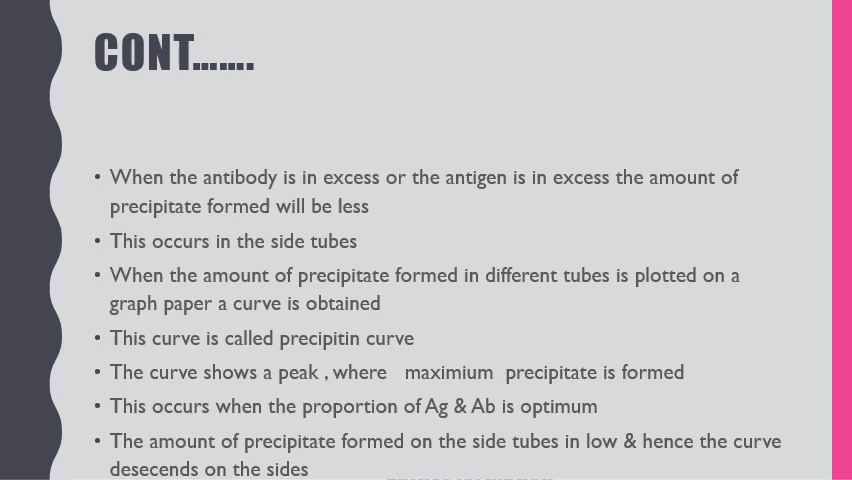 CONT.......
• When the antibody is in excess or the antigen is in excess the amount of
precipitate formed will be less
• This occurs in the side tubes
• When the amount of precipitate formed in different tubes is plotted on a
graph paper a curve is obtained
• This curve is called precipitin curve
• The curve shows a peak , where maximium precipitate is formed
• This occurs when the proportion of Ag & Ab is optimum
• The amount of precipitate formed on the side tubes in low & hence the curve
desecends on the sides